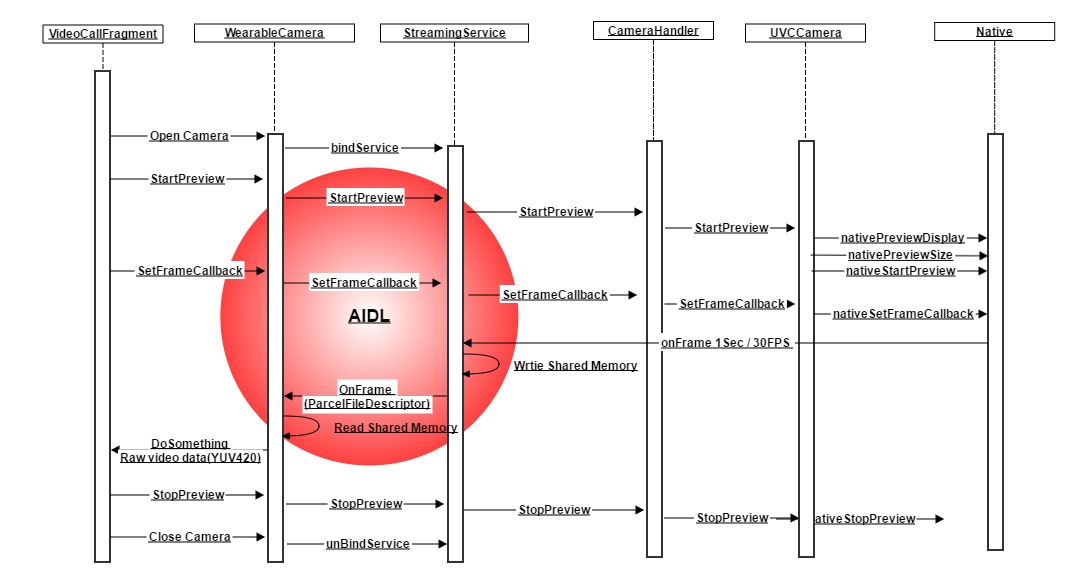 VideoCallFragment
WearableCamera
StreamingService
CameraHandler
UVCCamera
Native
Open Camera
bindService
StartPreview
StartPreview
StartPreview
StartPreview
nativePreviewDisplay
nativePreviewSize
nativeStartPreview
SetFrameCallback
SetFrameCallback
SetFrameCallback
SetFrameCallback
nativeSetFrameCallback
AIDL
onFrame 1Sec / 30FPS
Wrtie Shared Memory
OnFrame
(ParcelFileDescriptor)
Read Shared Memory
DoSomething
Raw video data(YUV420)
StopPreview
StopPreview
StopPreview
StopPreview
ativeStopPreview
Close Camera
unBindService